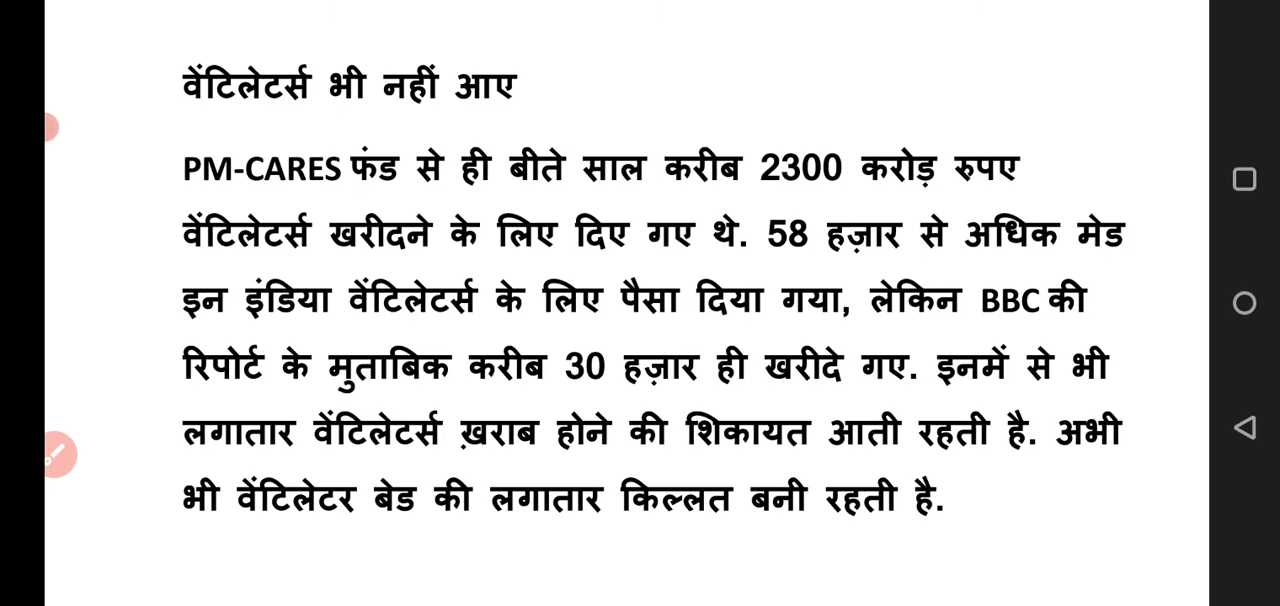 वेंटिलेटर्स भी नहीं आए
PM-CARES फंड से ही बीते साल करीब 2300 करोड़ रुपए
वेंटिलेटर्स खरीदने के लिए दिए गए थे. 58 हज़ार से अधिक मेड
इन इंडिया वेंटिलेटर्स के लिए पैसा दिया गया, लेकिन BBC की
रिपोर्ट के मुताबिक करीब 30 हज़ार ही खरीदे गए. इनमें से भी
लगातार वेंटिलेटर्स ख़राब होने की शिकायत आती रहती है. अभी
भी वेंटिलेटर बेड की लगातार किल्लत बनी रहती है.